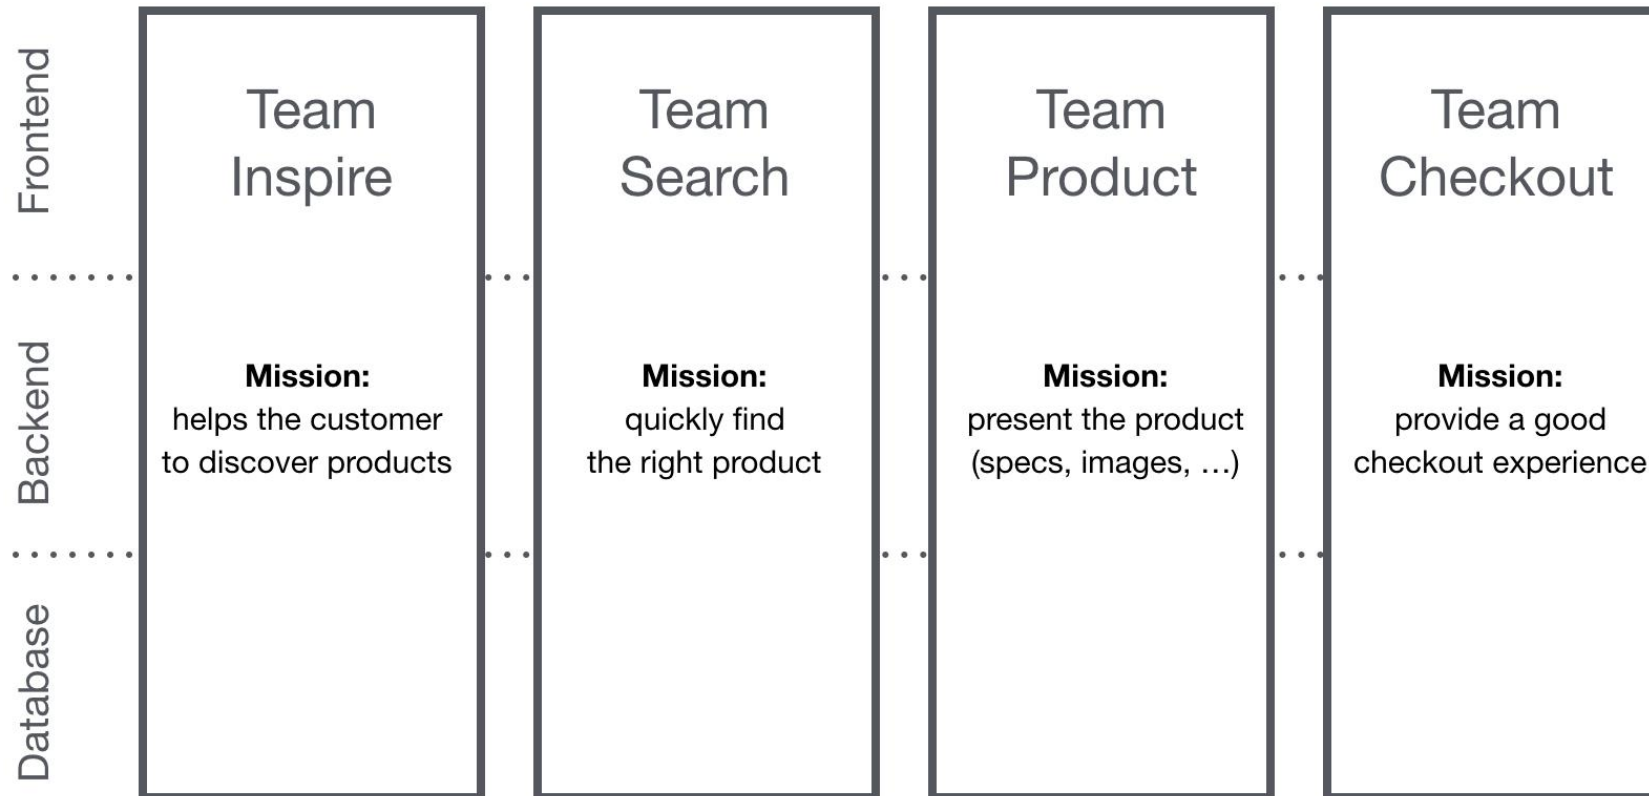 Frontend
Team
Inspire
Team
Search
Team
Product
Team
Checkout
Backend
Mission:
helps the customer
to discover products
Mission:
quickly find
the right product
Mission:
present the product
(specs, images, …)
Mission:
provide a good
checkout experience
Database